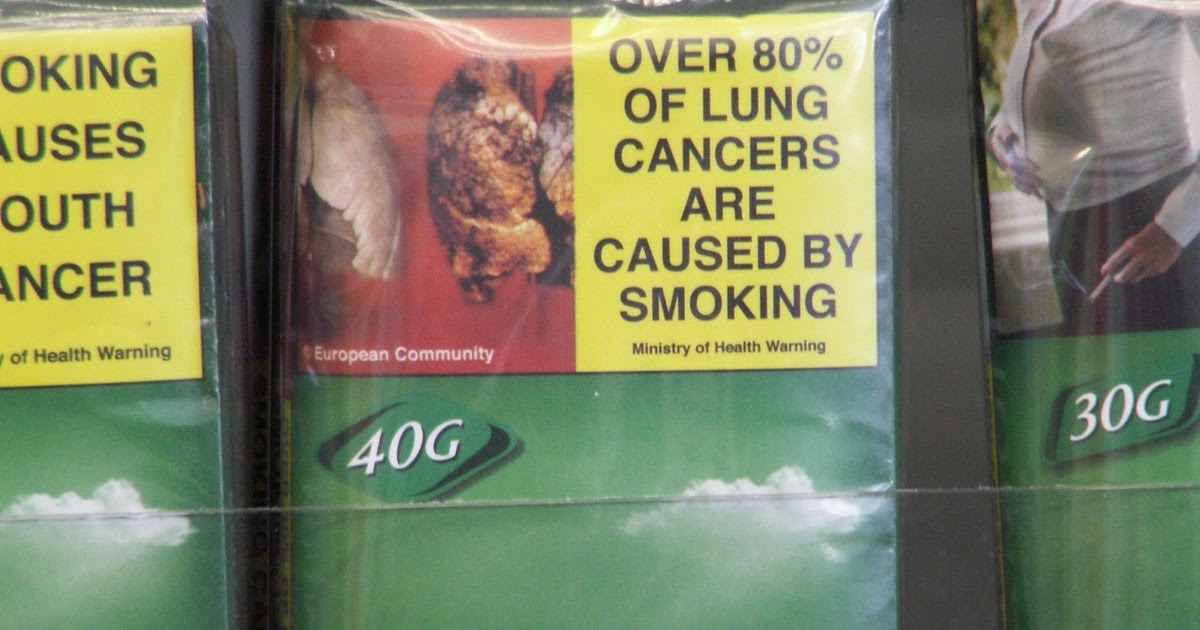 OKING
AUSES
OUTH
ANCER
y of Health Warning
OVER 80%
OF LUNG
CANCERS
ARE
CAUSED BY
SMOKING
Ministry of Health Warning
© European Community
40G
30G